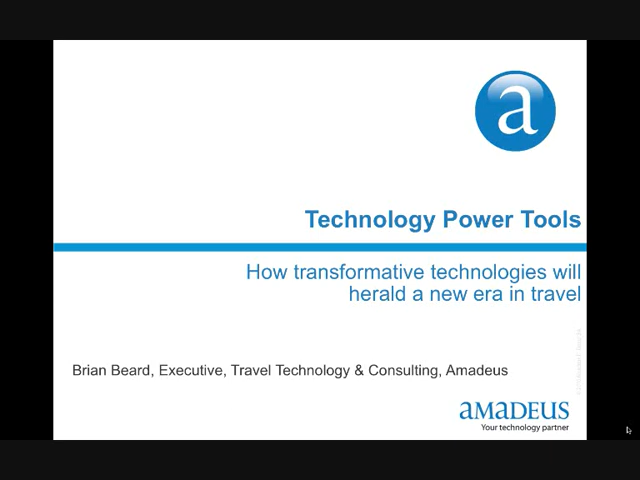 a
Technology Power Tools
How transformative technologies will
herald a new era in travel
Brian Beard, Executive, Travel Technology & Consulting, Amadeus
amadeus
Your technology partner